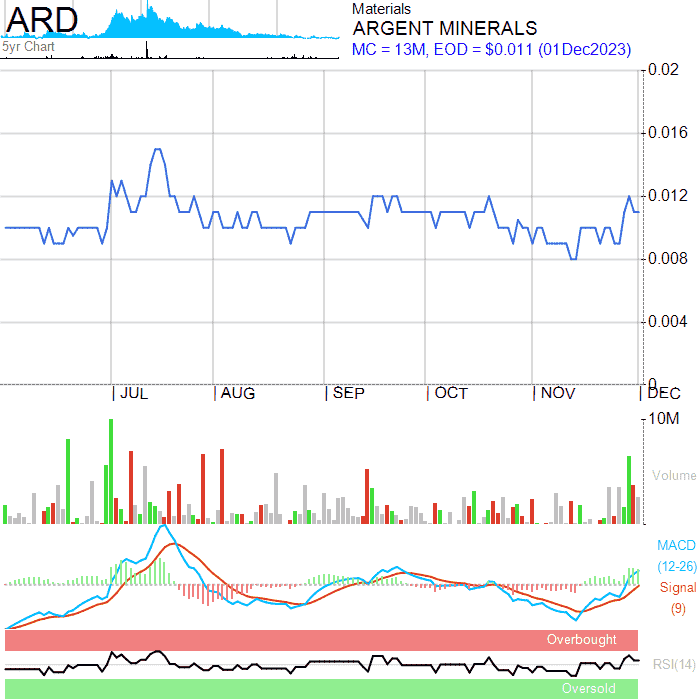 ARD
5yr Chart
Materials
ARGENT MINERALS
MC = 13M, EOD = $0.011 (01Dec2023)
0.02
0.016
0.012
0.008
0.004
0
JUL AUG SEP OCT NOV DEC
10M
Volume
MACD
(12-26)
Signal
(9)
Overbought
RSI(14)
Oversold